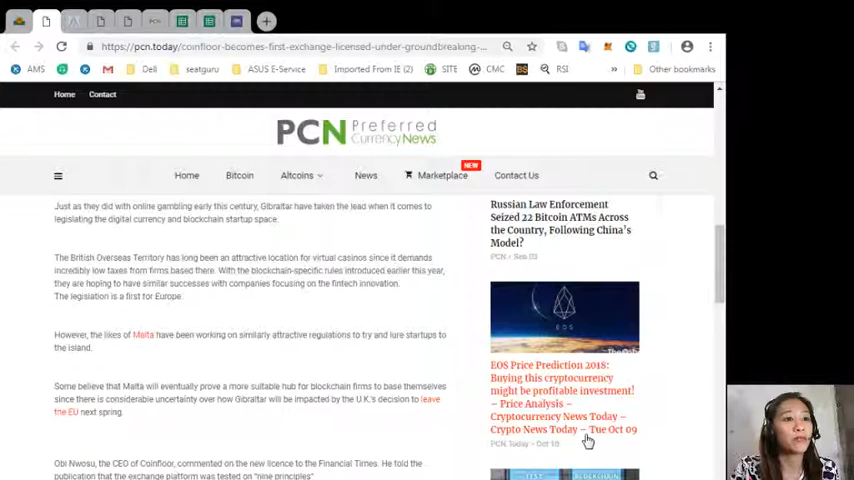 https://pcn.today/coinfloor-becomes-first-exchange-licensed-under-groundbreaking-...
AMS
Dell
seatguru
ASUS E-Service
Imported From IE (2)
SITE
CMC
BS
RSI
»
Other bookmarks
Home
Contact
PCN Preferred
Currency News
NEW
Home
Bitcoin
Altcoins
News
Marketplace
Contact Us
Just as they did with online gambling early this century, Gibraltar have taken the lead when it comes to
legislating the digital currency and blockchain startup space.
The British Overseas Territory has long been an attractive location for virtual casinos since it demands
incredibly low taxes from firms based there. With the blockchain-specific rules introduced earlier this year,
they are hoping to have similar successes with companies focusing on the fintech innovation.
The legislation is a first for Europe.
However, the likes of Malta have been working on similarly attractive regulations to try and lure startups to
the island.
Some believe that Malta will eventually prove a more suitable hub for blockchain firms to base themselves
since there is considerable uncertainty over how Gibraltar will be impacted by the U.K.'s decision to leave
the EU next spring.
Obi Nwosu, the CEO of Coinfloor, commented on the new licence to the Financial Times. He told the
publication that the exchange platform was tested on "nine principles"
Russian Law Enforcement
Seized 22 Bitcoin ATMs Across
the Country, Following China's
Model?
PCN - Sep 03
EOS
EOS Price Prediction 2018:
Buying this cryptocurrency
might be profitable investment!
– Price Analysis –
Cryptocurrency News Today –
Crypto News Today – Tue Oct 09
PCN.Today - Oct 10
TEST
BLOCKCHAIN